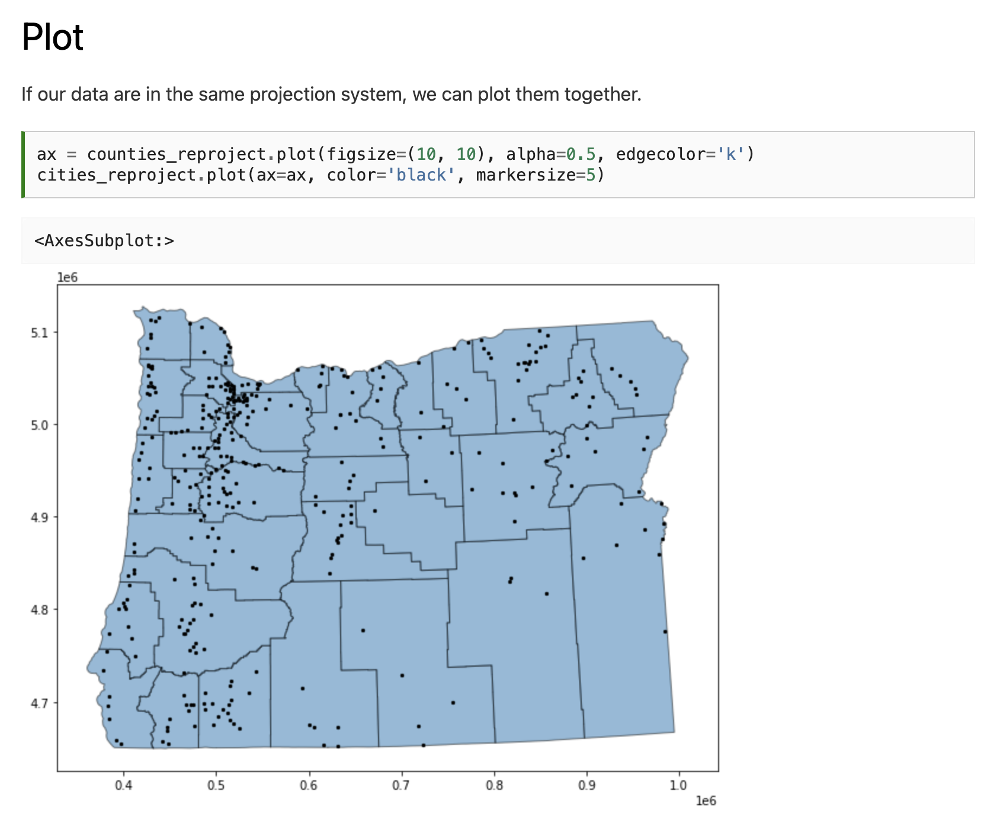 Plot
If our data are in the same projection system, we can plot them together.
ax = counties_reproject.plot(figsize=(10, 10), alpha=0.5, edgecolor='k')
cities_reproject.plot(ax=ax, color='black', markersize=5)
<AxesSubplot:>
1e6
5.1
5.0
4.9
4.8
4.7
0.4 0.5 0.6 0.7 0.8 0.9 1.0
1e6